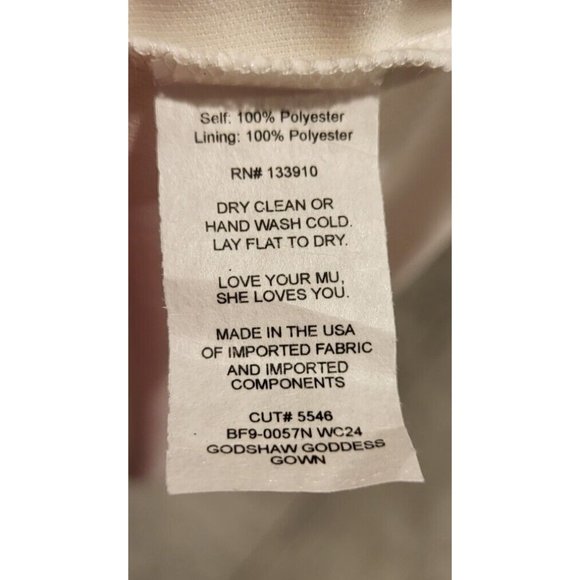 Self: 100% Polyester
Lining: 100% Polyester
RN# 133910
DRY CLEAN OR
HAND WASH COLD.
LAY FLAT TO DRY.
LOVE YOUR MU,
SHE LOVES YOU.
MADE IN THE USA
OF IMPORTED FABRIC
AND IMPORTED
COMPONENTS
CUT# 5546
BF9-0057N WC24
GODSHAW GODDESS
GOWN